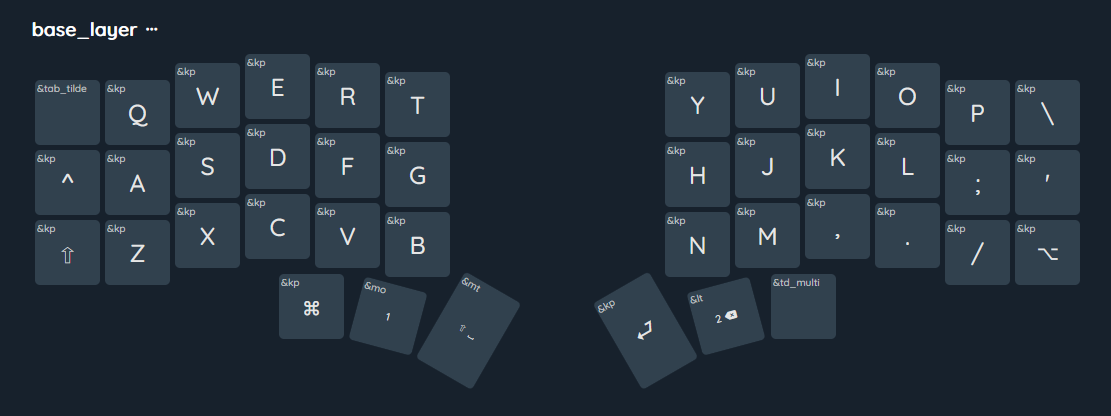 base_layer ...
&tab_tilde &kp Q &kp W &kp E &kp R &kp T &kp Y &kp U &kp I &kp O &kp P &kp \
&kp ^ &kp A &kp S &kp D &kp F &kp G &kp H &kp J &kp K &kp L &kp ; &kp '
&kp ⇧ &kp Z &kp X &kp C &kp V &kp B &kp N &kp M &kp , &kp . &kp / &kp ⌥
&kp ⌘ &mo 1 &mt ⇧ ⎵ &kp ⏎ &lt 2 ⌫ &td_multi